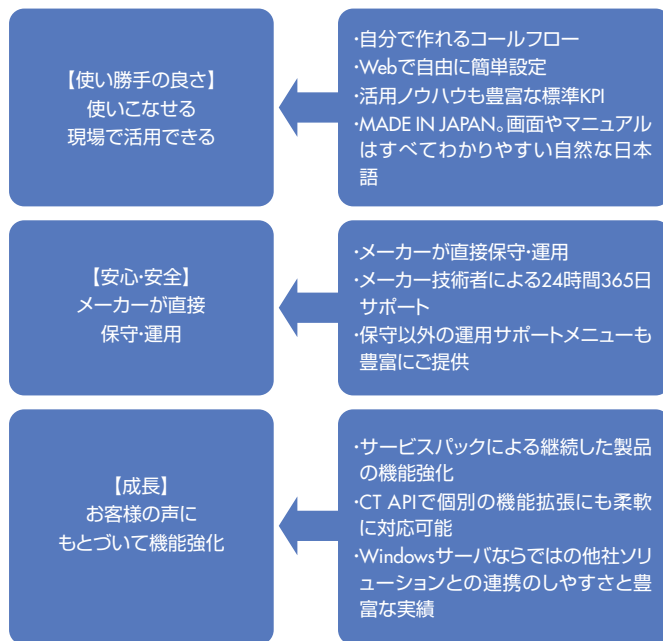 【使い勝手の良さ】
使いこなせる
現場で活用できる
･自分で作れるコールフロー
･Webで自由に簡単設定
･活用ノウハウも豊富な標準KPI
･MADE IN JAPAN。画面やマニュアル
はすべてわかりやすい自然な日本
語
【安心･安全】
メーカーが直接
保守･運用
･メーカーが直接保守･運用
･メーカー技術者による24時間365日
サポート
･保守以外の運用サポートメニューも
豊富にご提供
【成長】
お客様の声に
もとづいて機能強化
･サービスパックによる継続した製品
の機能強化
･CT APIで個別の機能拡張にも柔軟
に対応可能
･Windowsサーバならではの他社ソリ
ューションとの連携のしやすさと豊
富な実績